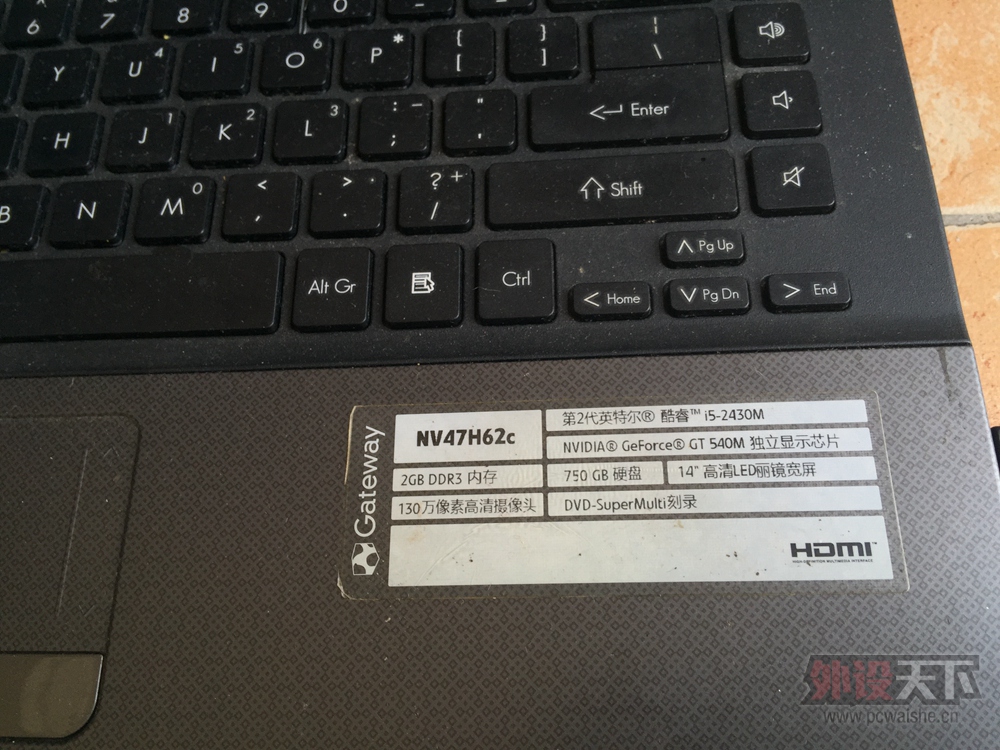 6 7 8 9 0
Y U 4 I 5 O 6 P * { [ } ] | \
H J 1 K 2 L 3 : - ; " ' Enter
B N M 0 < , > . ? + / Shift
Alt Gr Ctrl Pg Up
Home Pg Dn End
Gateway
NV47H62c
第2代英特尔® 酷睿™ i5-2430M
NVIDIA® GeForce® GT 540M 独立显示芯片
2GB DDR3 内存
750 GB 硬盘
14" 高清LED丽镜宽屏
130万像素高清摄像头
DVD-SuperMulti刻录
HDMI™
HIGH-DEFINITION MULTIMEDIA INTERFACE
外设天下
www.pcwaishe.cn